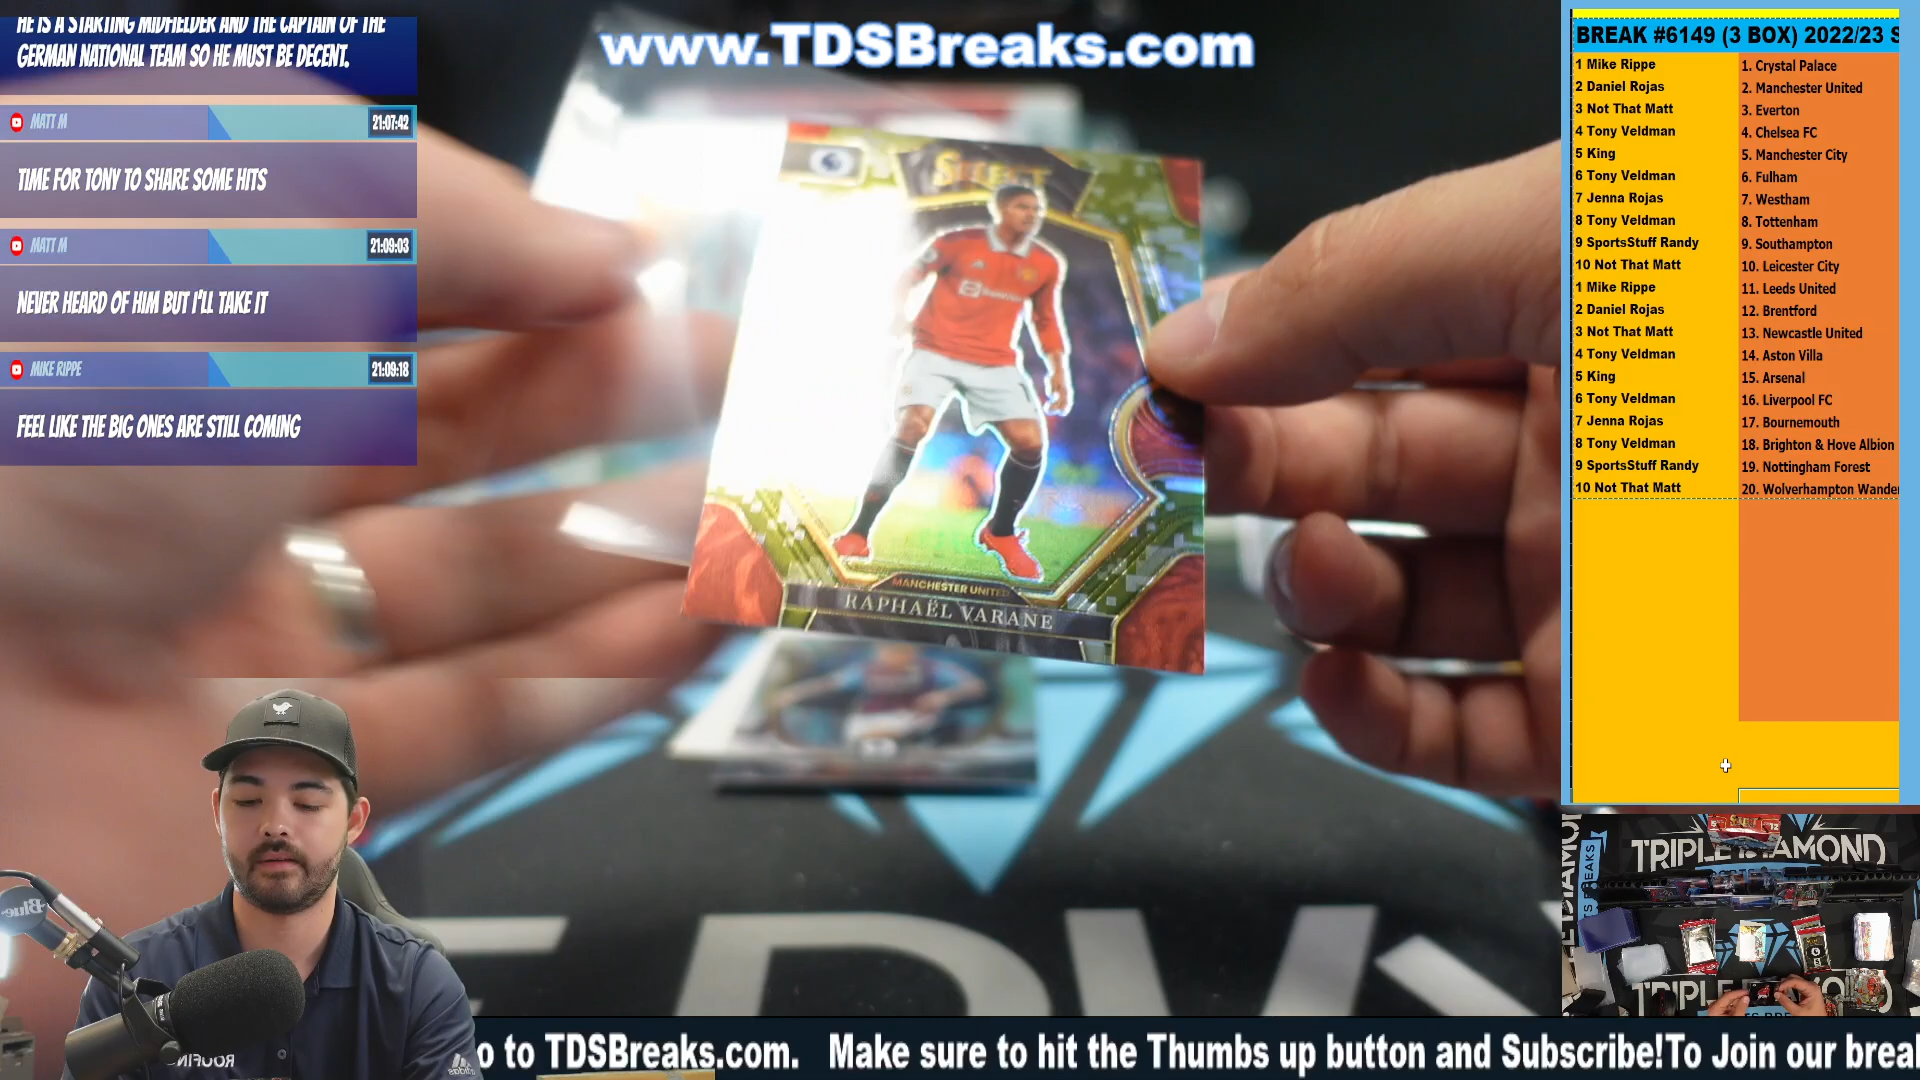 HE IS A STARTING MIDFIELDER AND THE CAPTAIN OF THE
GERMAN NATIONAL TEAM SO HE MUST BE DECENT.
MATT M
21:07:42
TIME FOR TONY TO SHARE SOME HITS
MATT M
21:09:03
NEVER HEARD OF HIM BUT I'LL TAKE IT
MIKE RIPPE
21:09:18
FEEL LIKE THE BIG ONES ARE STILL COMING
www.TDSBreaks.com
SELECT
MANCHESTER UNITED
RAPHAËL VARANE
BREAK #6149 (3 BOX) 2022/23 S
1 Mike Rippe
2 Daniel Rojas
3 Not That Matt
4 Tony Veldman
5 King
6 Tony Veldman
7 Jenna Rojas
8 Tony Veldman
9 SportsStuff Randy
10 Not That Matt
1 Mike Rippe
2 Daniel Rojas
3 Not That Matt
4 Tony Veldman
5 King
6 Tony Veldman
7 Jenna Rojas
8 Tony Veldman
9 SportsStuff Randy
10 Not That Matt
1. Crystal Palace
2. Manchester United
3. Everton
4. Chelsea FC
5. Manchester City
6. Fulham
7. Westham
8. Tottenham
9. Southampton
10. Leicester City
11. Leeds United
12. Brentford
13. Newcastle United
14. Aston Villa
15. Arsenal
16. Liverpool FC
17. Bournemouth
18. Brighton & Hove Albion
19. Nottingham Forest
20. Wolverhampton Wander
TRIPLE DIAMOND
TRIPLE DIAMOND
Blue
ROOFIN
adidas
o to TDSBreaks.com. Make sure to hit the Thumbs up button and Subscribe!To Join our brea